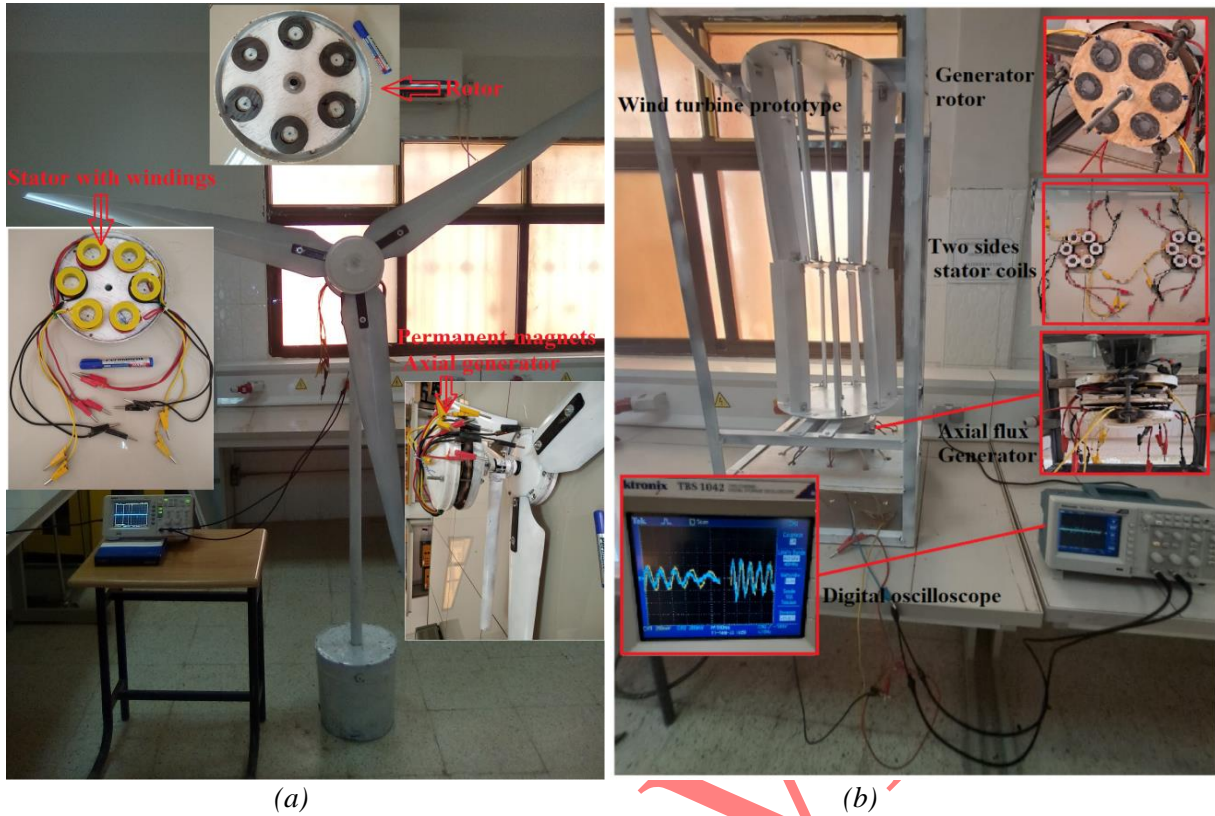 Rotor
Stator with windings
Permanent magnets
Axial generator
(a)
Wind turbine prototype
Generator
rotor
Two sides
stator coils
Axial flux
Generator
ktronix TBS 1042
Tek
Digital oscilloscope
(b)